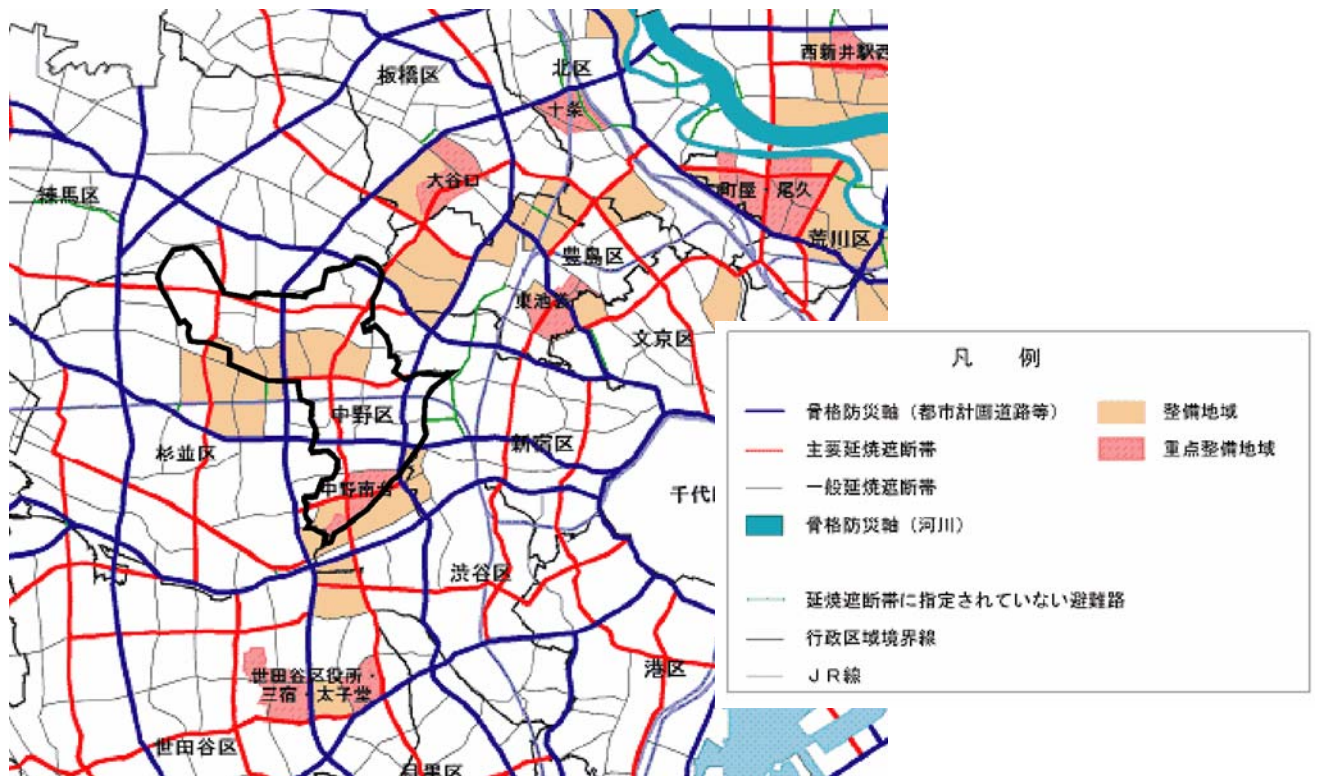 西新井駅西
板橋区
北区
十条
大谷口
練馬区
町屋・尾久
荒川区
豊島区
東池袋
文京区
中野区
新宿区
杉並区
中野南台
千代田
渋谷区
世田谷区役所・
三宿・太子堂
港区
世田谷区
目黒区
凡　例
骨格防災軸（都市計画道路等）
主要延焼遮断帯
一般延焼遮断帯
骨格防災軸（河川）
延焼遮断帯に指定されていない避難路
行政区域境界線
ＪＲ線
整備地域
重点整備地域